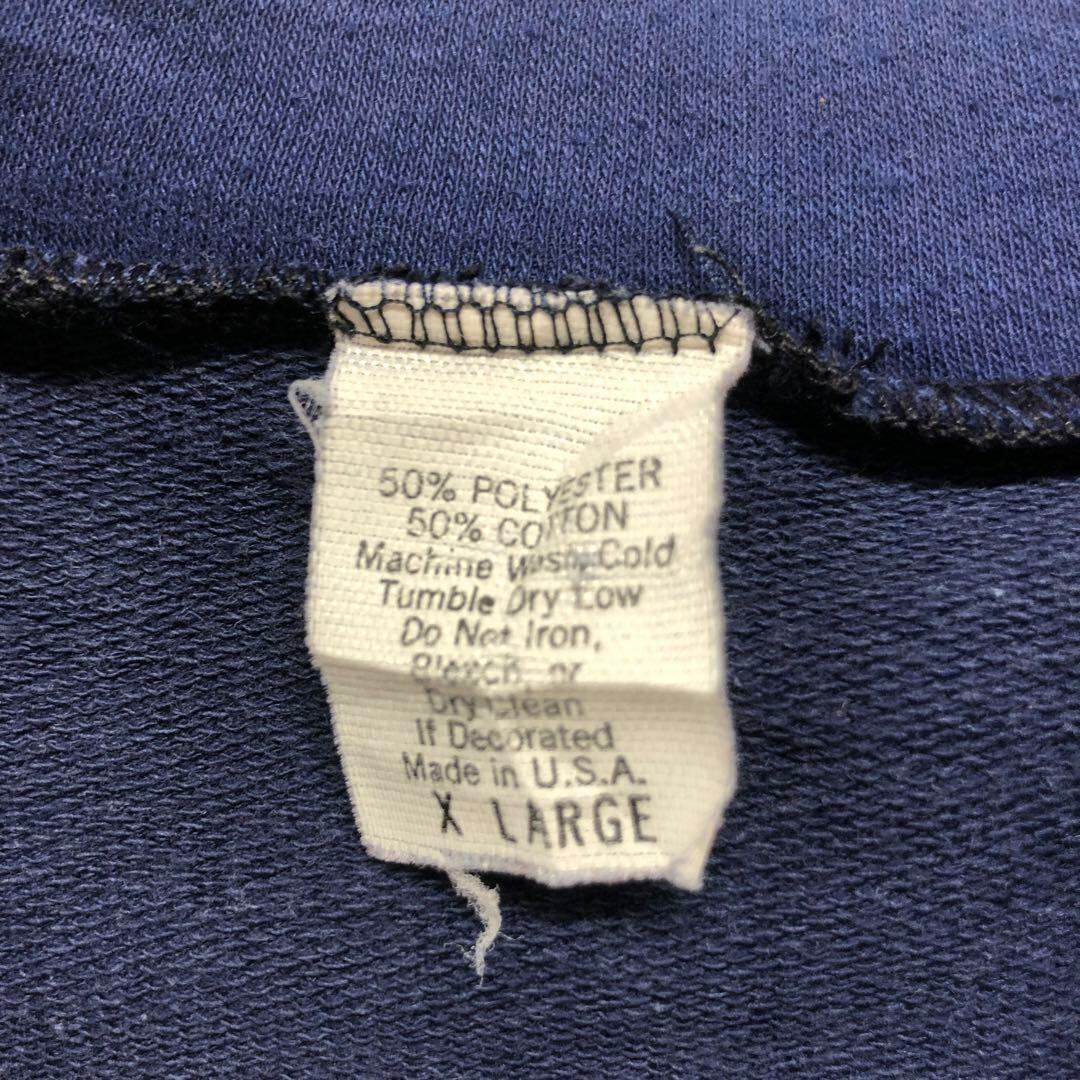 50% POLYESTER
50% COTTON
Machine Wash Cold
Tumble Dry Low
Do Not Iron,
Bleach, or
Dry Clean
If Decorated
Made in U.S.A.
X LARGE